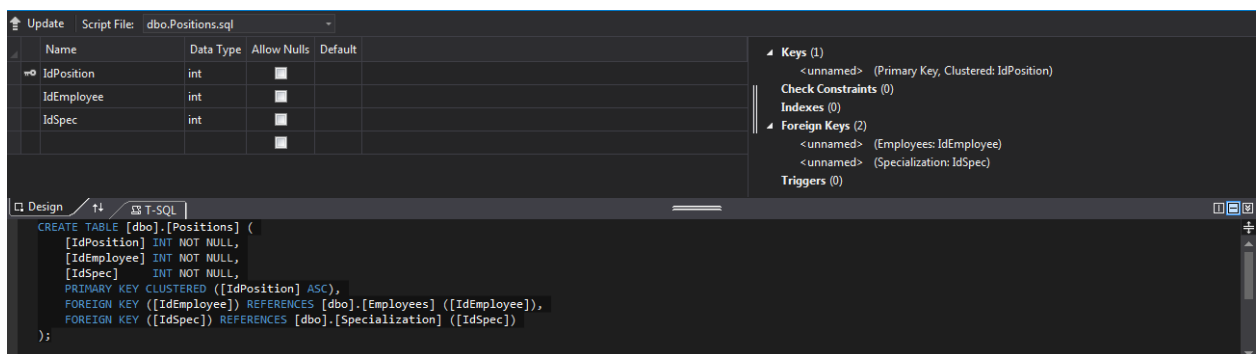 Update Script File: dbo.Positions.sql
Name Data Type Allow Nulls Default
IdPosition int
IdEmployee int
IdSpec int
Keys (1)
<unnamed> (Primary Key, Clustered: IdPosition)
Check Constraints (0)
Indexes (0)
Foreign Keys (2)
<unnamed> (Employees: IdEmployee)
<unnamed> (Specialization: IdSpec)
Triggers (0)
Design T-SQL
CREATE TABLE [dbo].[Positions] (
    [IdPosition] INT NOT NULL,
    [IdEmployee] INT NOT NULL,
    [IdSpec]     INT NOT NULL,
    PRIMARY KEY CLUSTERED ([IdPosition] ASC),
    FOREIGN KEY ([IdEmployee]) REFERENCES [dbo].[Employees] ([IdEmployee]),
    FOREIGN KEY ([IdSpec]) REFERENCES [dbo].[Specialization] ([IdSpec])
);